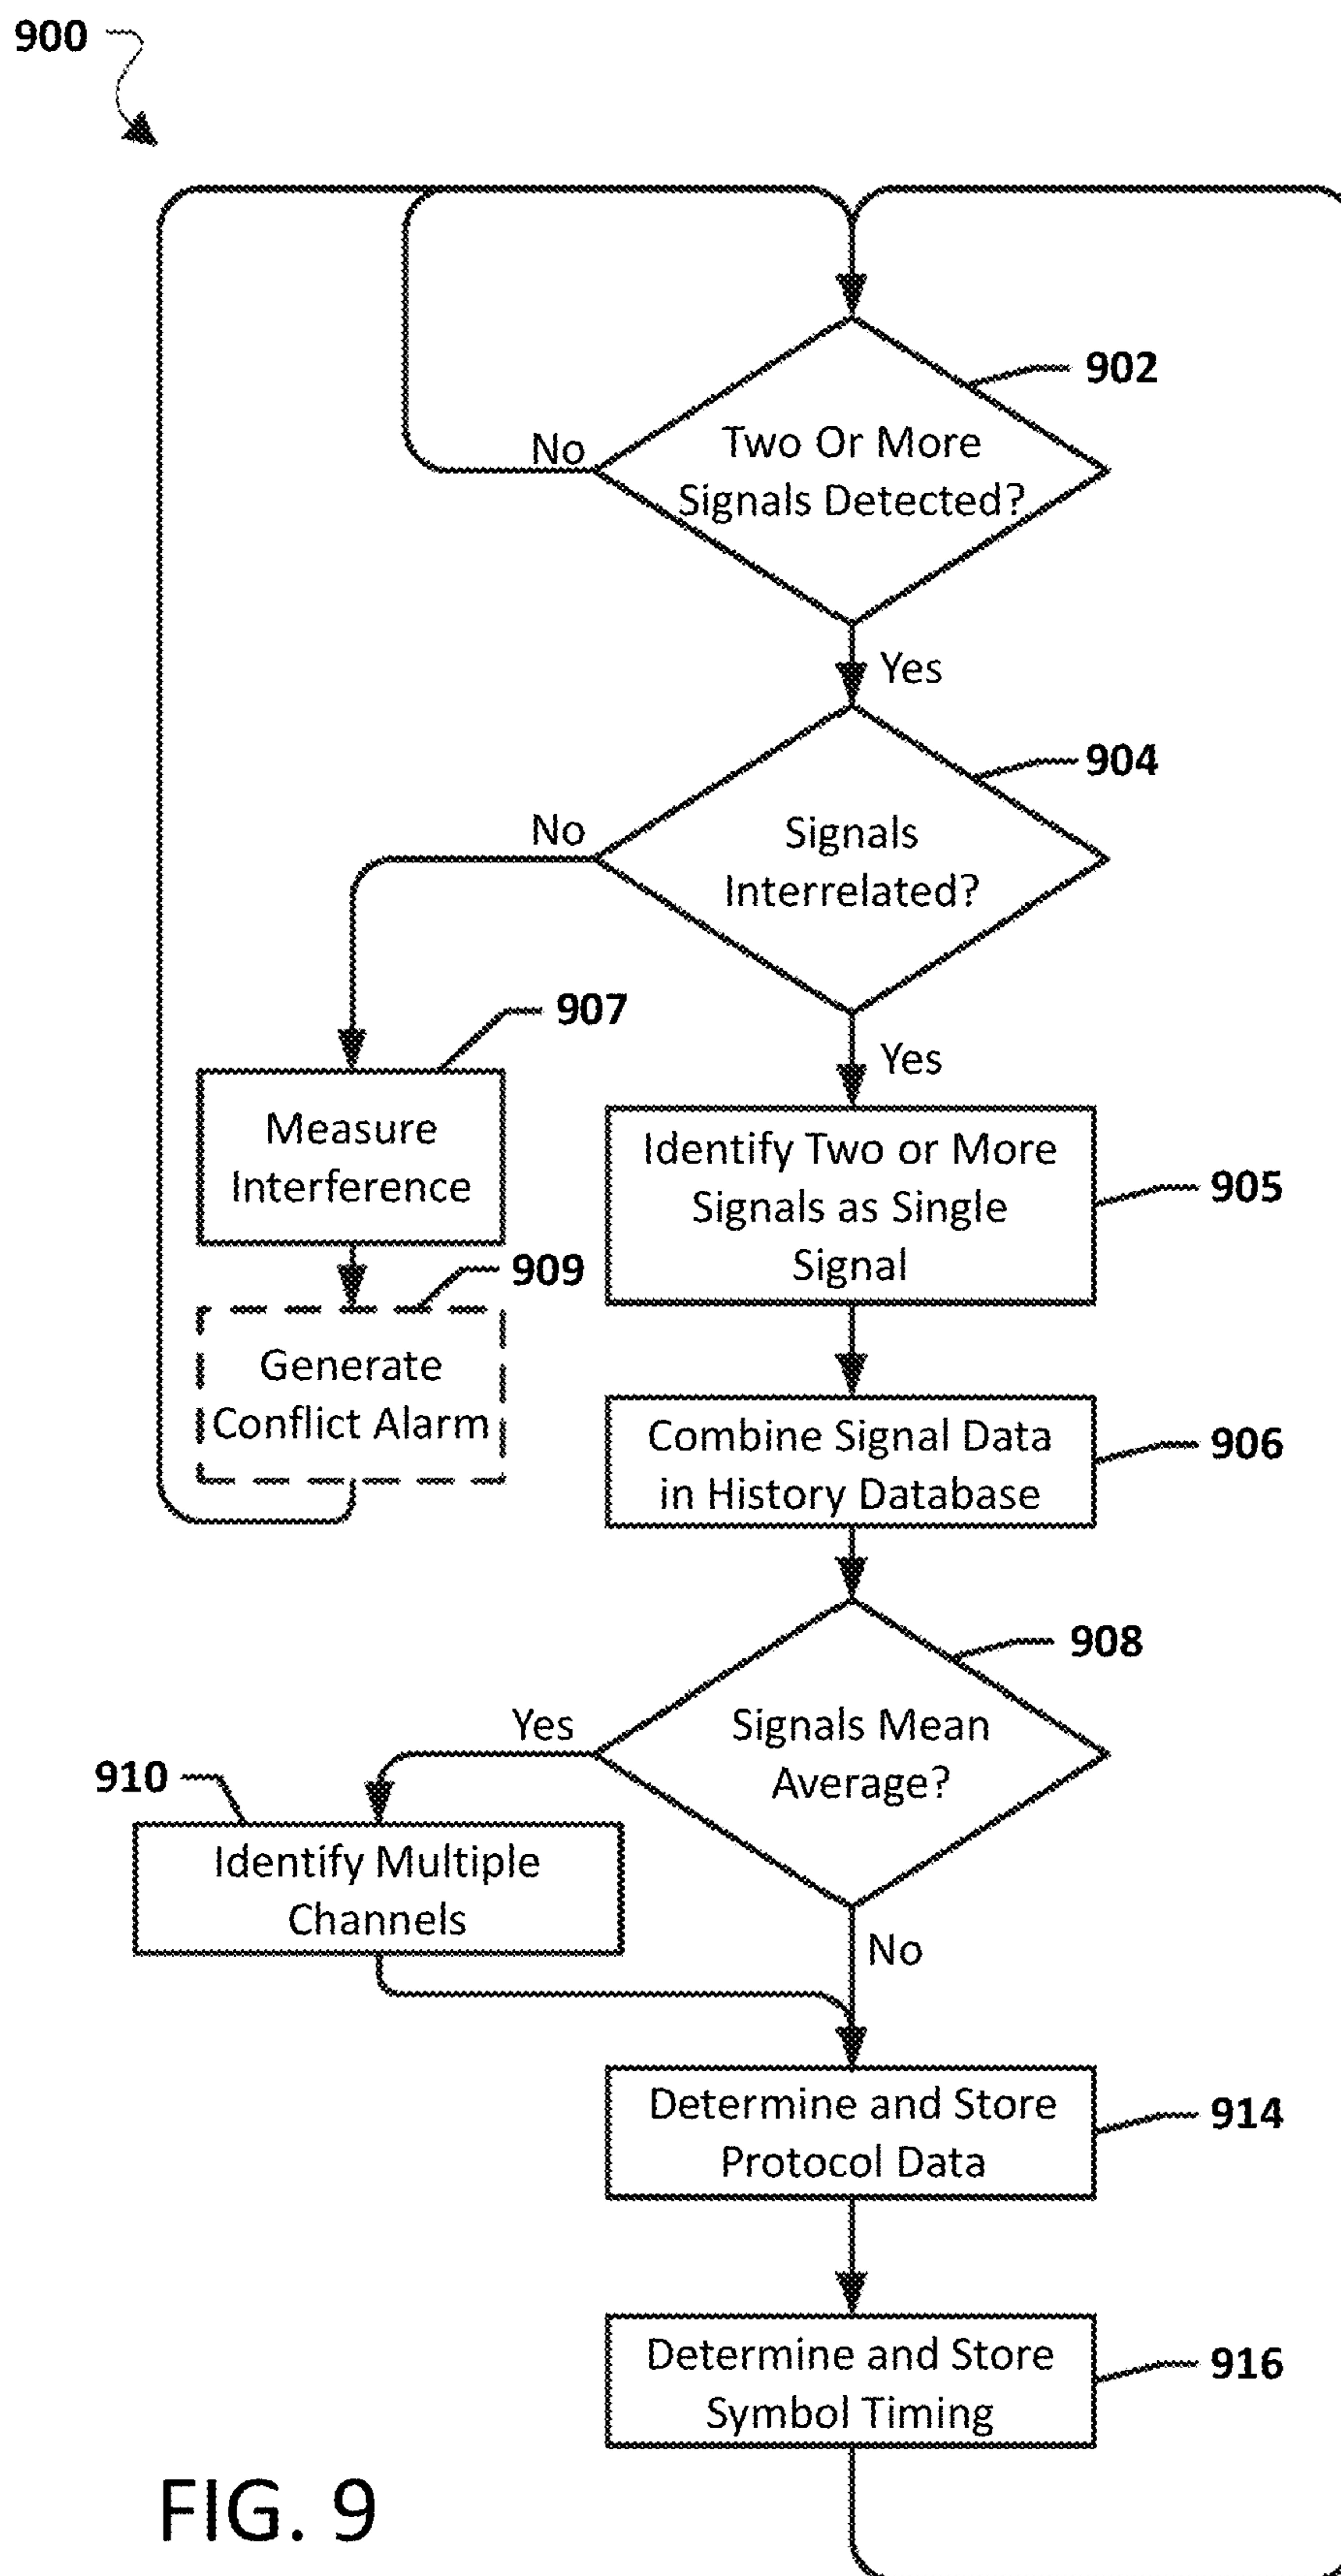 900
902
Two Or More
Signals Detected?
No
Yes
904
Signals
Interrelated?
No
Yes
907
Measure
Interference
905
Identify Two or More
Signals as Single
Signal
909
Generate
Conflict Alarm
906
Combine Signal Data
in History Database
908
Signals Mean
Average?
Yes
910
Identify Multiple
Channels
No
914
Determine and Store
Protocol Data
916
Determine and Store
Symbol Timing
FIG. 9